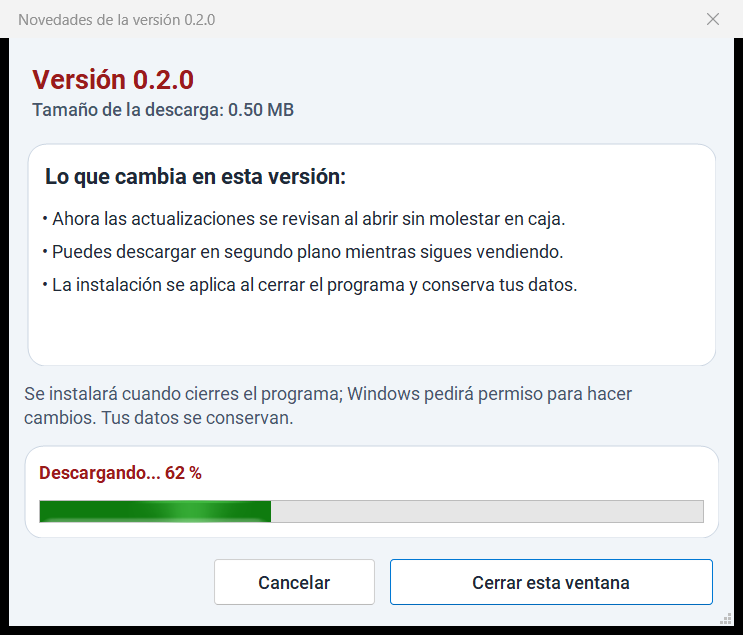 Novedades de la versión 0.2.0
Versión 0.2.0
Tamaño de la descarga: 0.50 MB
Lo que cambia en esta versión:
• Ahora las actualizaciones se revisan al abrir sin molestar en caja.
• Puedes descargar en segundo plano mientras sigues vendiendo.
• La instalación se aplica al cerrar el programa y conserva tus datos.
Se instalará cuando cierres el programa; Windows pedirá permiso para hacer
cambios. Tus datos se conservan.
Descargando... 62 %
Cancelar
Cerrar esta ventana